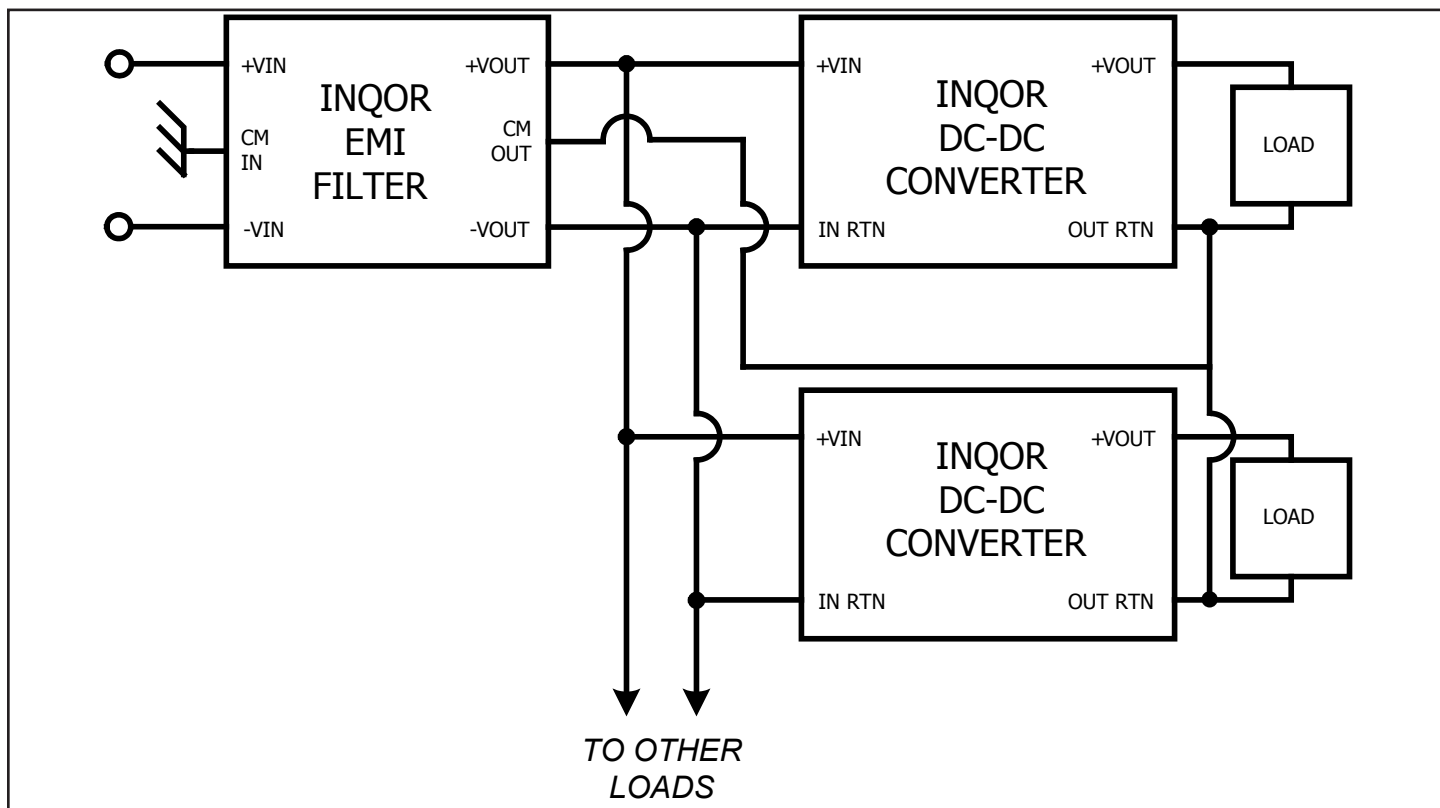 +VIN
CM
IN
-VIN
INQOR
EMI
FILTER
+VOUT
CM
OUT
-VOUT
+VIN
IN RTN
INQOR
DC-DC
CONVERTER
+VOUT
OUT RTN
LOAD
+VIN
IN RTN
INQOR
DC-DC
CONVERTER
+VOUT
OUT RTN
LOAD
TO OTHER
LOADS